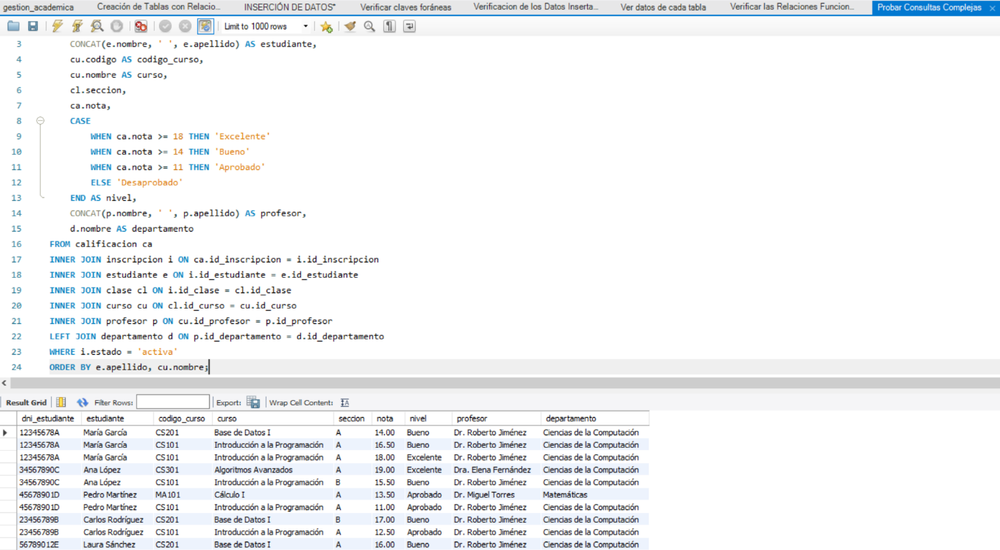 gestion_academica Creación de Tablas con Relacio... INSERCIÓN DE DATOS* Verificar claves foráneas Verificacion de los Datos Inserta... Ver datos de cada tabla Verificar las Relaciones Funcion... Probar Consultas Complejas
Limit to 1000 rows
3 CONCAT(e.nombre, ' ', e.apellido) AS estudiante,
4 cu.codigo AS codigo_curso,
5 cu.nombre AS curso,
6 cl.seccion,
7 ca.nota,
8 CASE
9 WHEN ca.nota >= 18 THEN 'Excelente'
10 WHEN ca.nota >= 14 THEN 'Bueno'
11 WHEN ca.nota >= 11 THEN 'Aprobado'
12 ELSE 'Desaprobado'
13 END AS nivel,
14 CONCAT(p.nombre, ' ', p.apellido) AS profesor,
15 d.nombre AS departamento
16 FROM calificacion ca
17 INNER JOIN inscripcion i ON ca.id_inscripcion = i.id_inscripcion
18 INNER JOIN estudiante e ON i.id_estudiante = e.id_estudiante
19 INNER JOIN clase cl ON i.id_clase = cl.id_clase
20 INNER JOIN curso cu ON cl.id_curso = cu.id_curso
21 INNER JOIN profesor p ON cu.id_profesor = p.id_profesor
22 LEFT JOIN departamento d ON p.id_departamento = d.id_departamento
23 WHERE i.estado = 'activa'
24 ORDER BY e.apellido, cu.nombre;
Result Grid Filter Rows: Export: Wrap Cell Content:
dni_estudiante estudiante codigo_curso curso seccion nota nivel profesor departamento
12345678A María García CS201 Base de Datos I A 14.00 Bueno Dr. Roberto Jiménez Ciencias de la Computación
12345678A María García CS101 Introducción a la Programación A 16.50 Bueno Dr. Roberto Jiménez Ciencias de la Computación
12345678A María García CS101 Introducción a la Programación A 18.00 Excelente Dr. Roberto Jiménez Ciencias de la Computación
34567890C Ana López CS301 Algoritmos Avanzados A 19.00 Excelente Dra. Elena Fernández Ciencias de la Computación
34567890C Ana López CS101 Introducción a la Programación B 15.50 Bueno Dr. Roberto Jiménez Ciencias de la Computación
45678901D Pedro Martínez MA101 Cálculo I A 13.50 Aprobado Dr. Miguel Torres Matemáticas
45678901D Pedro Martínez CS101 Introducción a la Programación A 11.00 Aprobado Dr. Roberto Jiménez Ciencias de la Computación
23456789B Carlos Rodríguez CS201 Base de Datos I B 17.00 Bueno Dr. Roberto Jiménez Ciencias de la Computación
23456789B Carlos Rodríguez CS101 Introducción a la Programación A 12.50 Aprobado Dr. Roberto Jiménez Ciencias de la Computación
56789012E Laura Sánchez CS201 Base de Datos I A 16.00 Bueno Dr. Roberto Jiménez Ciencias de la Computación